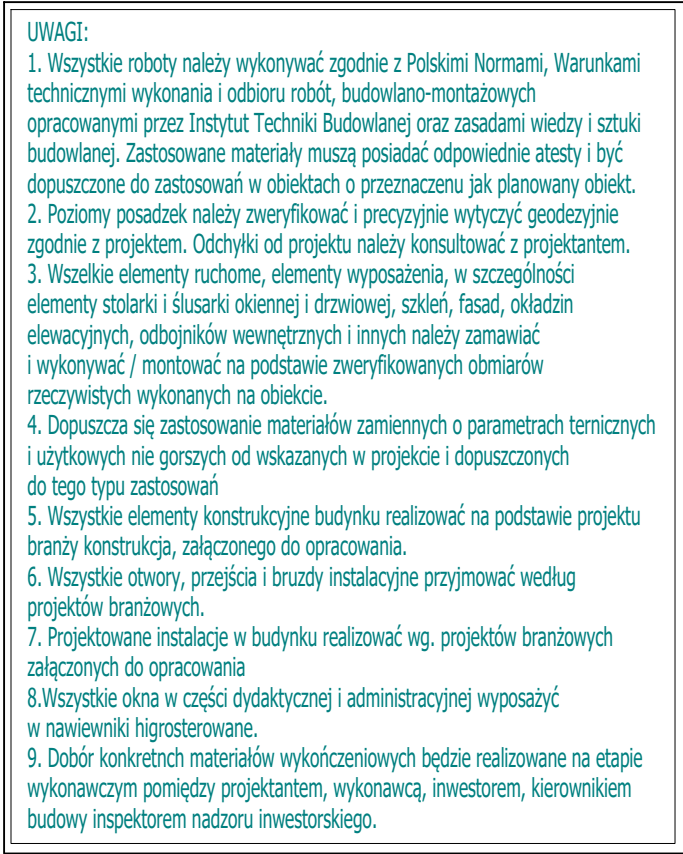 UWAGI:
1. Wszystkie roboty należy wykonywać zgodnie z Polskimi Normami, Warunkami
technicznymi wykonania i odbioru robót, budowlano-montażowych
opracowanymi przez Instytut Techniki Budowlanej oraz zasadami wiedzy i sztuki
budowlanej. Zastosowane materiały muszą posiadać odpowiednie atesty i być
dopuszczone do zastosowań w obiektach o przeznaczenu jak planowany obiekt.
2. Poziomy posadzek należy zweryfikować i precyzyjnie wytyczyć geodezyjnie
zgodnie z projektem. Odchyłki od projektu należy konsultować z projektantem.
3. Wszelkie elementy ruchome, elementy wyposażenia, w szczególności
elementy stolarki i ślusarki okiennej i drzwiowej, szkleń, fasad, okładzin
elewacyjnych, odbojników wewnętrznych i innych należy zamawiać
i wykonywać / montować na podstawie zweryfikowanych obmiarów
rzeczywistych wykonanych na obiekcie.
4. Dopuszcza się zastosowanie materiałów zamiennych o parametrach ternicznych
i użytkowych nie gorszych od wskazanych w projekcie i dopuszczonych
do tego typu zastosowań
5. Wszystkie elementy konstrukcyjne budynku realizować na podstawie projektu
branży konstrukcja, załączonego do opracowania.
6. Wszystkie otwory, przejścia i bruzdy instalacyjne przyjmować według
projektów branżowych.
7. Projektowane instalacje w budynku realizować wg. projektów branżowych
załączonych do opracowania
8.Wszystkie okna w części dydaktycznej i administracyjnej wyposażyć
w nawiewniki higrosterowane.
9. Dobór konkretnch materiałów wykończeniowych będzie realizowane na etapie
wykonawczym pomiędzy projektantem, wykonawcą, inwestorem, kierownikiem
budowy inspektorem nadzoru inwestorskiego.